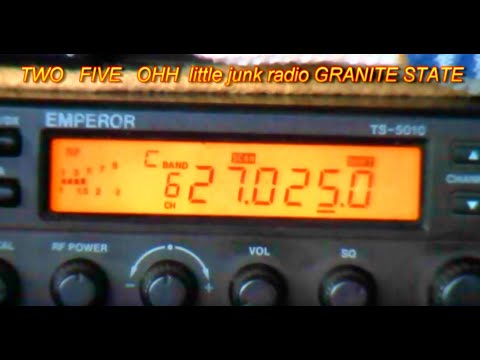 TWO FIVE OHH little junk radio GRANITE STATE
EMPEROR
TS-5010
SCAN
C BAND
6 27.025.0
CH
RF POWER
VOL
SQ